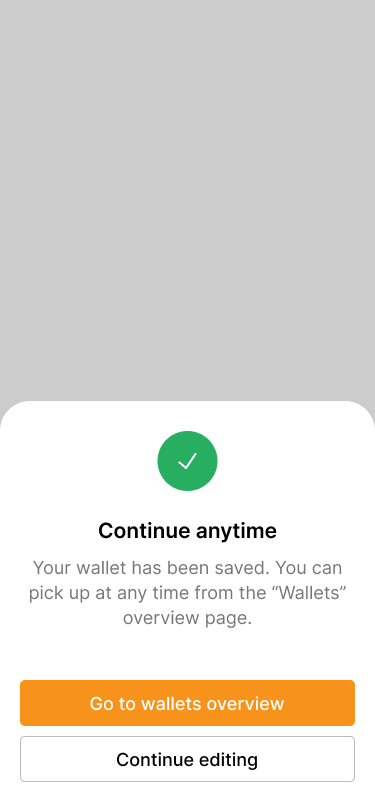 Continue anytime
Your wallet has been saved. You can
pick up at any time from the “Wallets”
overview page.
Go to wallets overview
Continue editing